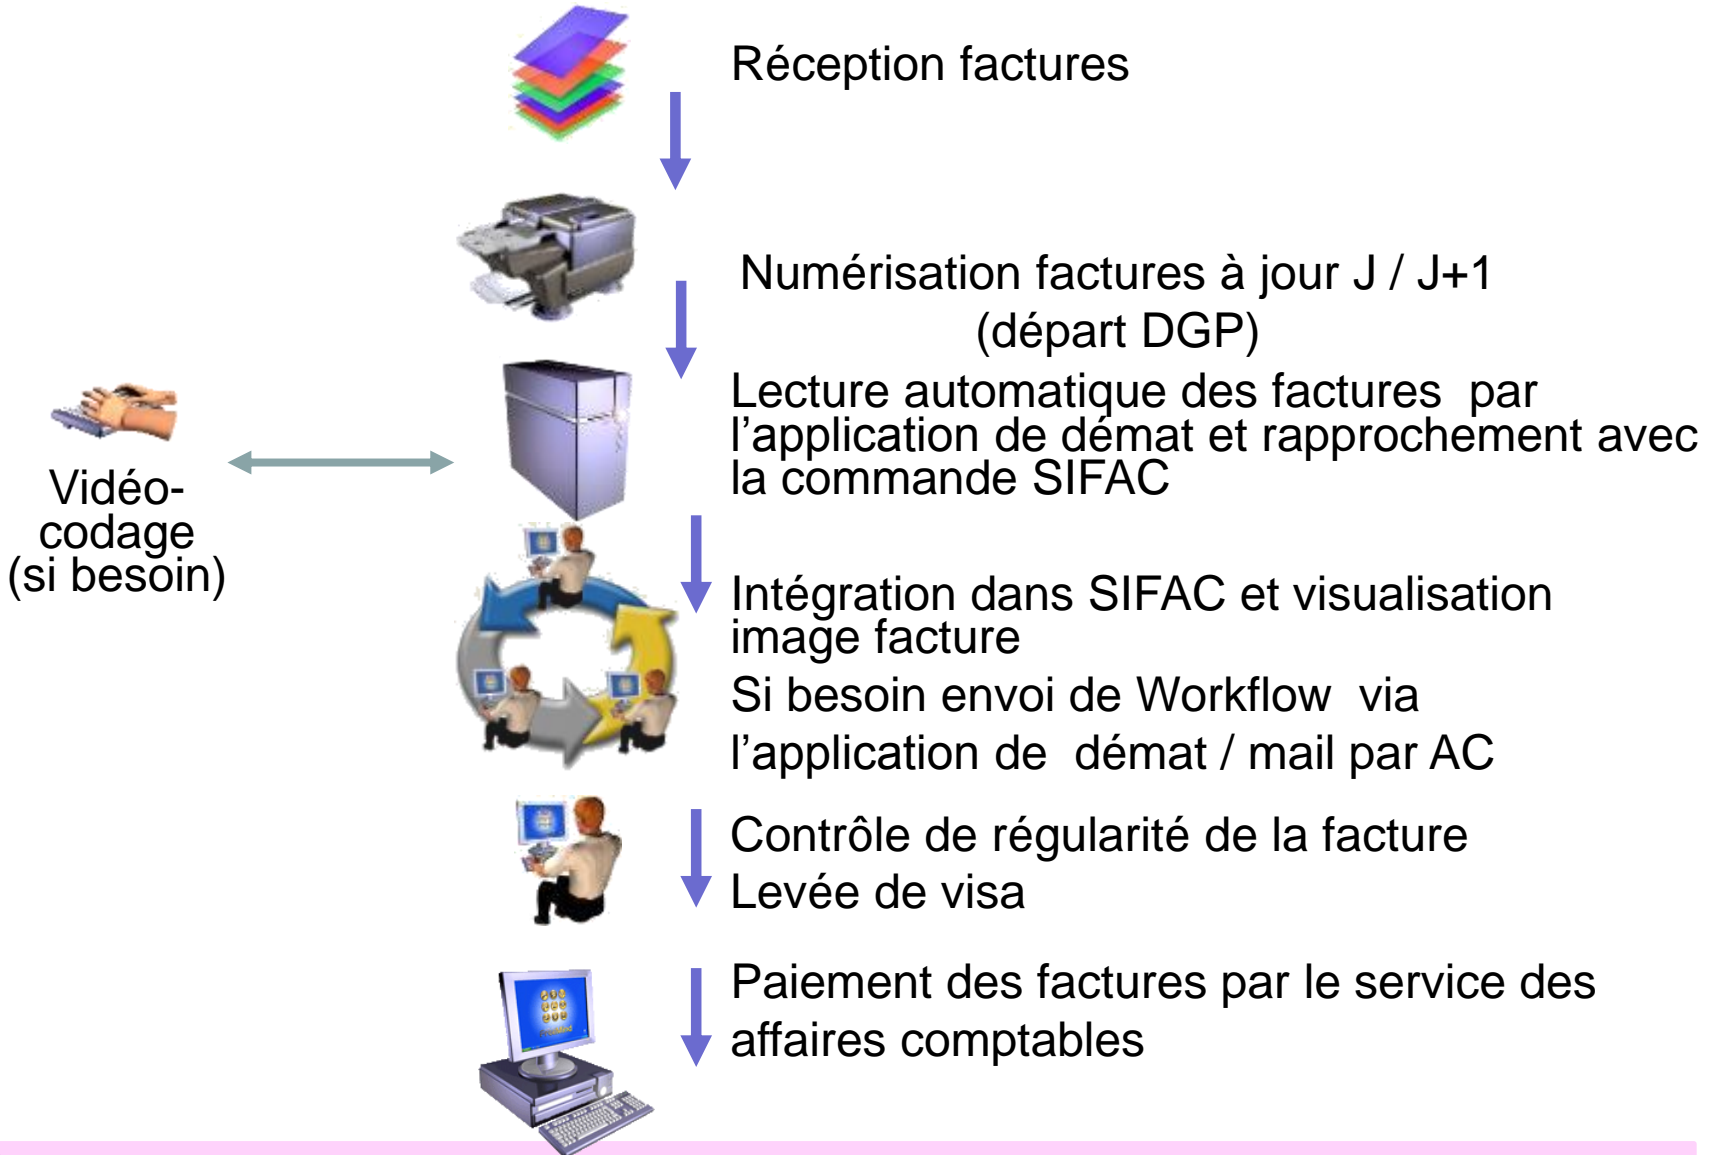 Réception factures
Numérisation factures à jour J / J+1
(départ DGP)
Lecture automatique des factures par
l’application de démat et rapprochement avec
la commande SIFAC
Vidéo-
codage
(si besoin)
Intégration dans SIFAC et visualisation
image facture
Si besoin envoi de Workflow via
l’application de démat / mail par AC
Contrôle de régularité de la facture
Levée de visa
Paiement des factures par le service des
affaires comptables